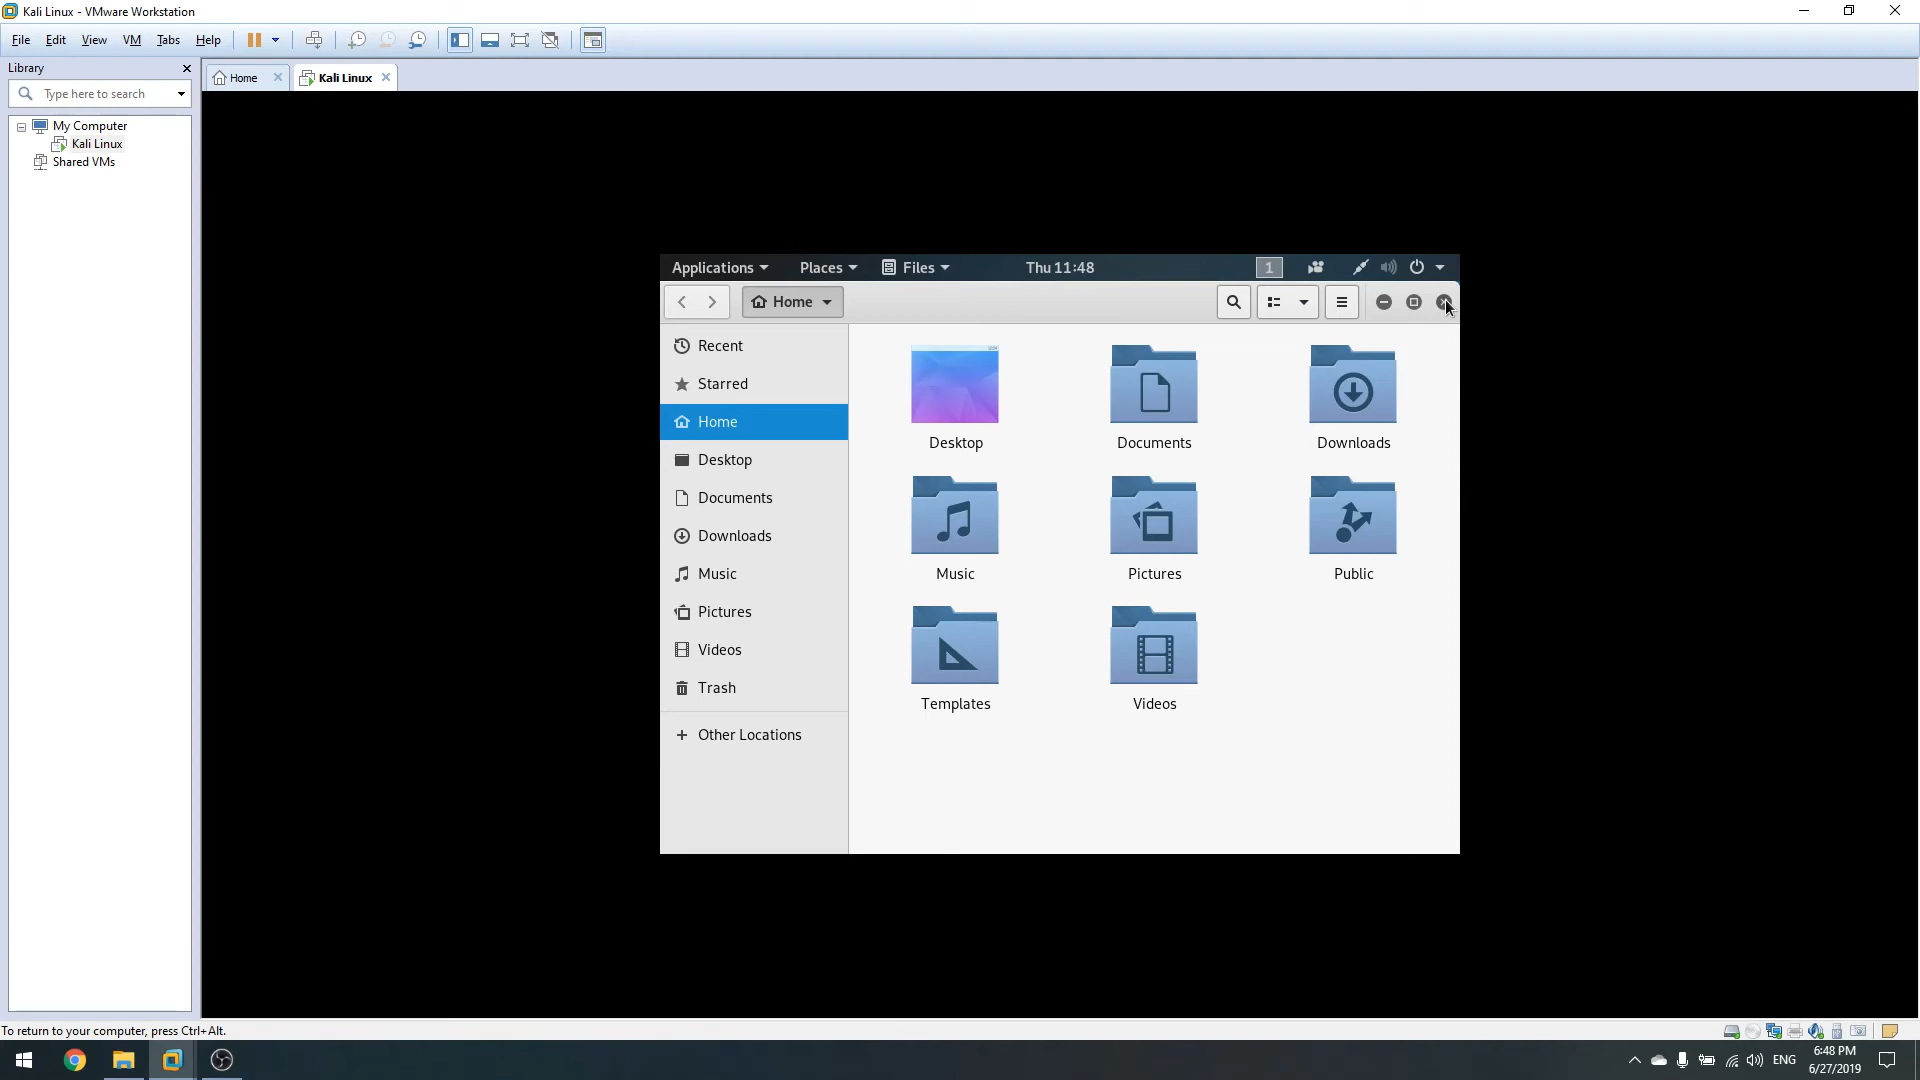 Kali Linux - VMware Workstation
File Edit View VM Tabs Help
Library
Home
Kali Linux
Type here to search
My Computer
Kali Linux
Shared VMs
Applications
Places
Files
Thu 11:48
1
Home
Recent
Starred
Home
Desktop
Documents
Downloads
Music
Pictures
Videos
Trash
Other Locations
Desktop
Documents
Downloads
Music
Pictures
Public
Templates
Videos
To return to your computer, press Ctrl+Alt.
ENG
6:48 PM
6/27/2019